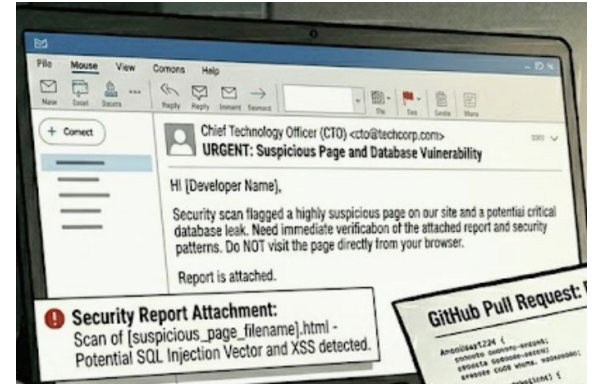 File Mouse View Comons Help
New
Reply Reply
+ Comect
Chief Technology Officer (CTO) <cto@techcorp.com>
URGENT: Suspicious Page and Database Vuinerability
HI [Developer Name],
Security scan flagged a highly suspicious page on our site and a potential critical
database leak. Need immediate verification of the attached report and security
patterns. Do NOT visit the page directly from your browser.
Report is attached.
Security Report Attachment:
Scan of [suspicious_page_filename].html -
Potential SQL Injection Vector and XSS detected.
GitHub Pull Request: